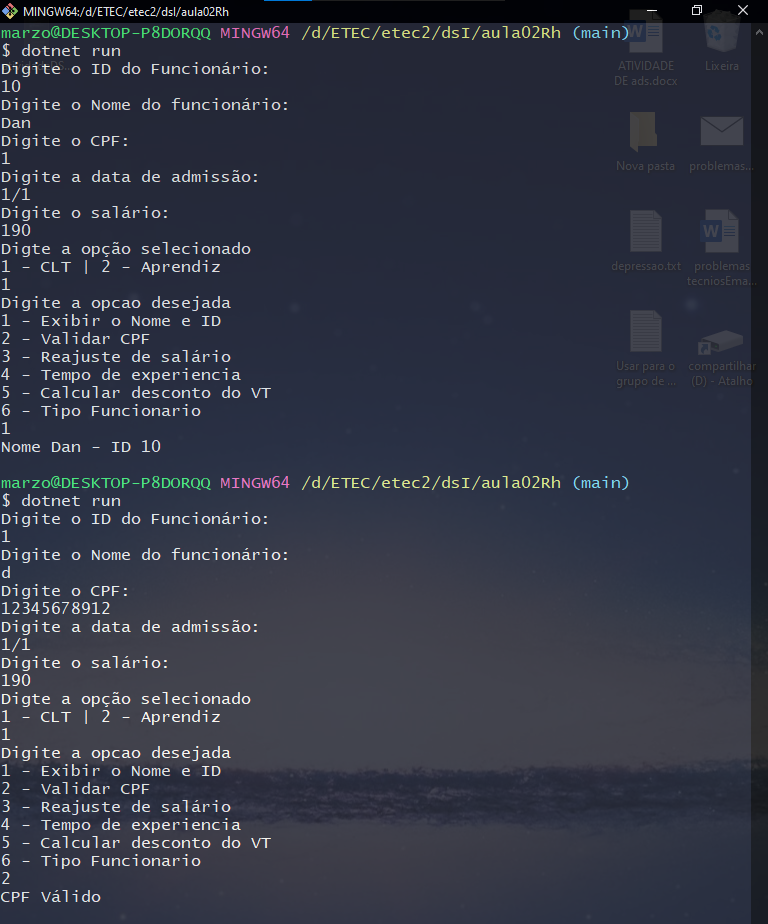 MINGW64:/d/ETEC/etec2/dsI/aula02Rh
marzo@DESKTOP-P8DORQQ MINGW64 /d/ETEC/etec2/dsI/aula02Rh (main)
$ dotnet run
Digite o ID do Funcionário:
10
Digite o Nome do funcionário:
Dan
Digite o CPF:
1
Digite a data de admissão:
1/1
Digite o salário:
190
Digte a opção selecionado
1 - CLT | 2 - Aprendiz
1
Digite a opcao desejada
1 - Exibir o Nome e ID
2 - Validar CPF
3 - Reajuste de salário
4 - Tempo de experiencia
5 - Calcular desconto do VT
6 - Tipo Funcionario
1
Nome Dan - ID 10
marzo@DESKTOP-P8DORQQ MINGW64 /d/ETEC/etec2/dsI/aula02Rh (main)
$ dotnet run
Digite o ID do Funcionário:
1
Digite o Nome do funcionário:
d
Digite o CPF:
12345678912
Digite a data de admissão:
1/1
Digite o salário:
190
Digte a opção selecionado
1 - CLT | 2 - Aprendiz
1
Digite a opcao desejada
1 - Exibir o Nome e ID
2 - Validar CPF
3 - Reajuste de salário
4 - Tempo de experiencia
5 - Calcular desconto do VT
6 - Tipo Funcionario
2
CPF Válido
ATIVIDADE
DE ads.docx
Lixeira
Nova pasta
problemas...
depressao.txt
problemas
tecniosEma...
Usar para o
grupo de ...
compartilhar
(D) - Atalho